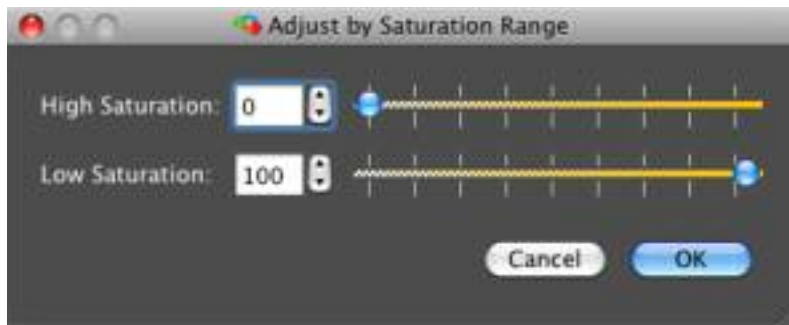 Adjust by Saturation Range
High Saturation: 0
Low Saturation: 100
Cancel OK